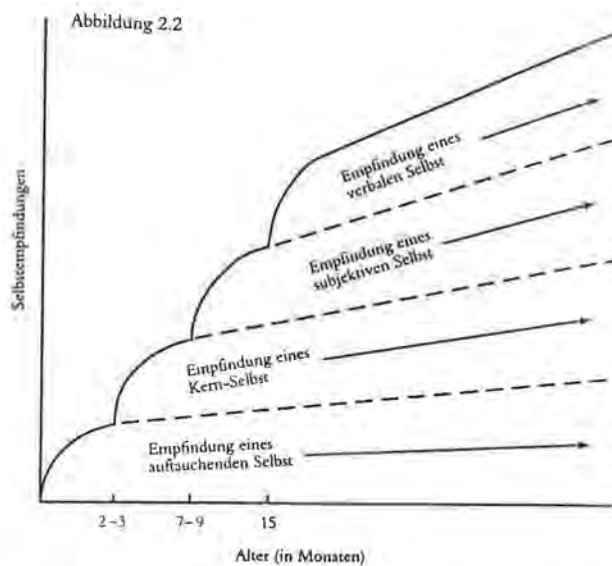 Abbildung 2.2
Selbstempfindungen
Empfindung eines
verbalen Selbst
Empfindung eines
subjektiven Selbst
Empfindung eines
Kern-Selbst
Empfindung eines
auftauchenden Selbst
2–3
7–9
15
Alter (in Monaten)